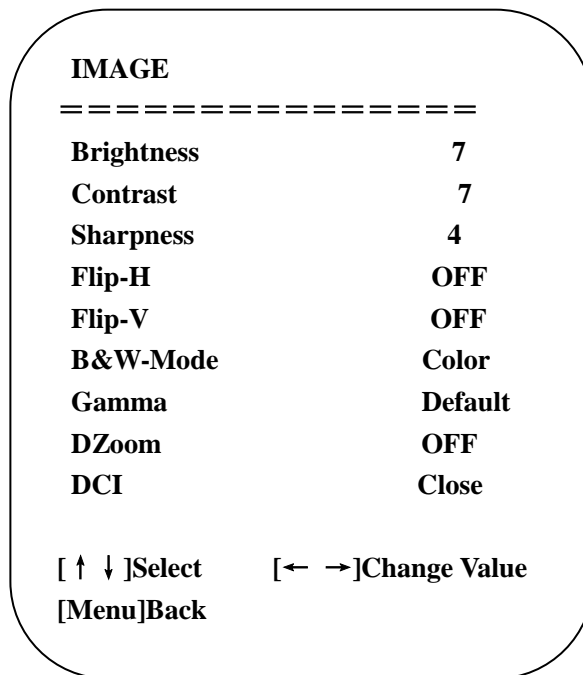 IMAGE
===============
Brightness 7
Contrast 7
Sharpness 4
Flip-H OFF
Flip-V OFF
B&W-Mode Color
Gamma Default
DZoom OFF
DCI Close
[ ↑ ↓ ]Select [← →]Change Value
[Menu]Back